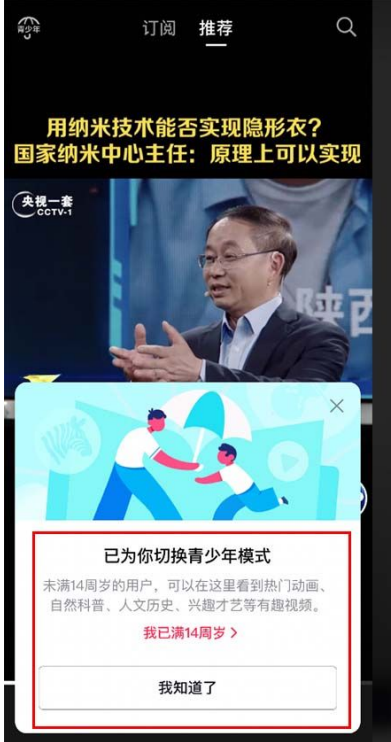 青少年
订阅 推荐
用纳米技术能否实现隐形衣？
国家纳米中心主任：原理上可以实现
央视一套
CCTV-1
陕西
已为你切换青少年模式
未满14周岁的用户，可以在这里看到热门动画、
自然科普、人文历史、兴趣才艺等有趣视频。
我已满14周岁 >
我知道了